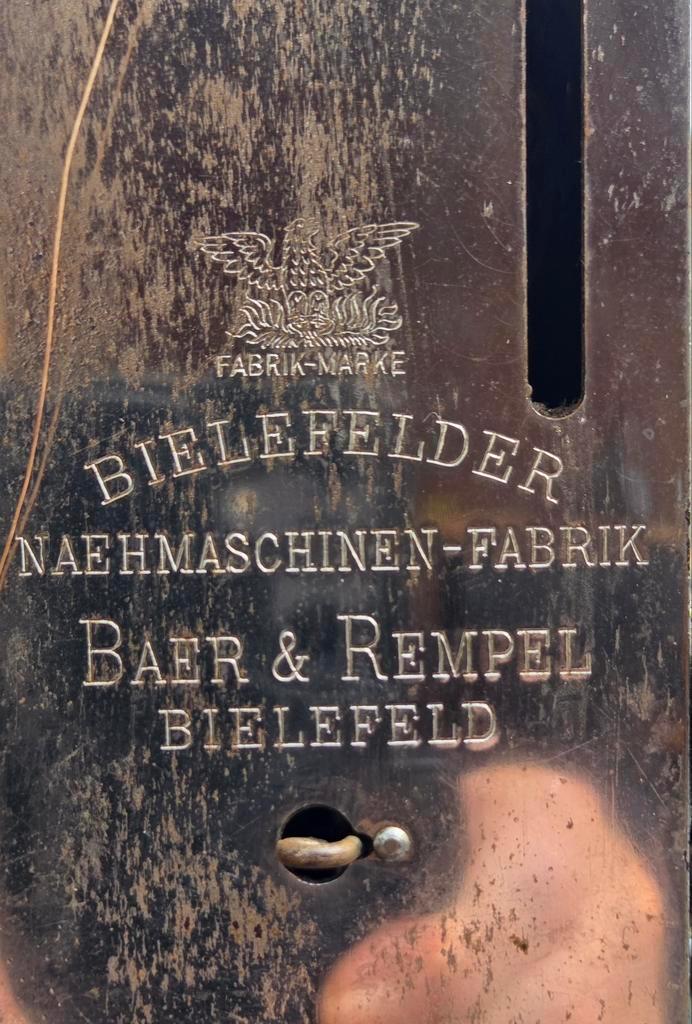 FABRIK-MARKE
BIELEFELDER
NAEHMASCHINEN-FABRIK
BAER & REMPEL
BIELEFELD